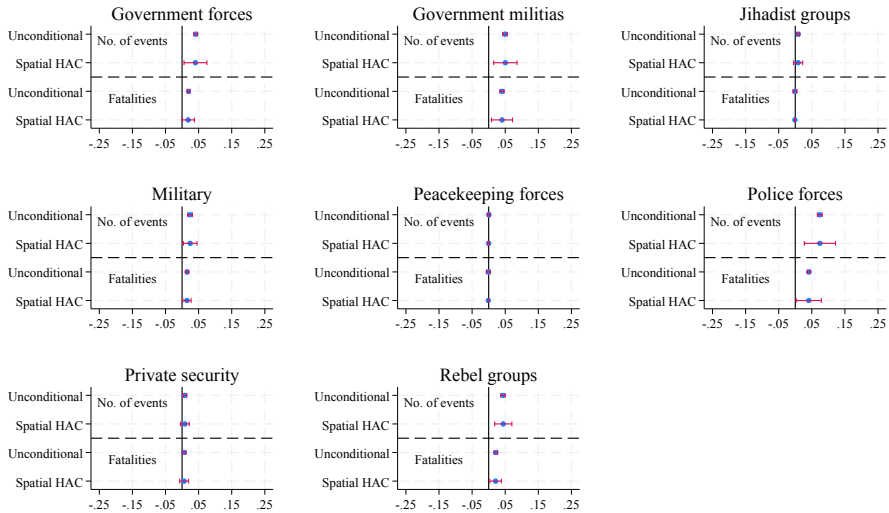 Government forces
Unconditional
No. of events
Spatial HAC
Unconditional
Fatalities
Spatial HAC
-.25 -.15 -.05 .05 .15 .25
Government militias
Unconditional
No. of events
Spatial HAC
Unconditional
Fatalities
Spatial HAC
-.25 -.15 -.05 .05 .15 .25
Jihadist groups
Unconditional
No. of events
Spatial HAC
Unconditional
Fatalities
Spatial HAC
-.25 -.15 -.05 .05 .15 .25
Military
Unconditional
No. of events
Spatial HAC
Unconditional
Fatalities
Spatial HAC
-.25 -.15 -.05 .05 .15 .25
Peacekeeping forces
Unconditional
No. of events
Spatial HAC
Unconditional
Fatalities
Spatial HAC
-.25 -.15 -.05 .05 .15 .25
Police forces
Unconditional
No. of events
Spatial HAC
Unconditional
Fatalities
Spatial HAC
-.25 -.15 -.05 .05 .15 .25
Private security
Unconditional
No. of events
Spatial HAC
Unconditional
Fatalities
Spatial HAC
-.25 -.15 -.05 .05 .15 .25
Rebel groups
Unconditional
No. of events
Spatial HAC
Unconditional
Fatalities
Spatial HAC
-.25 -.15 -.05 .05 .15 .25